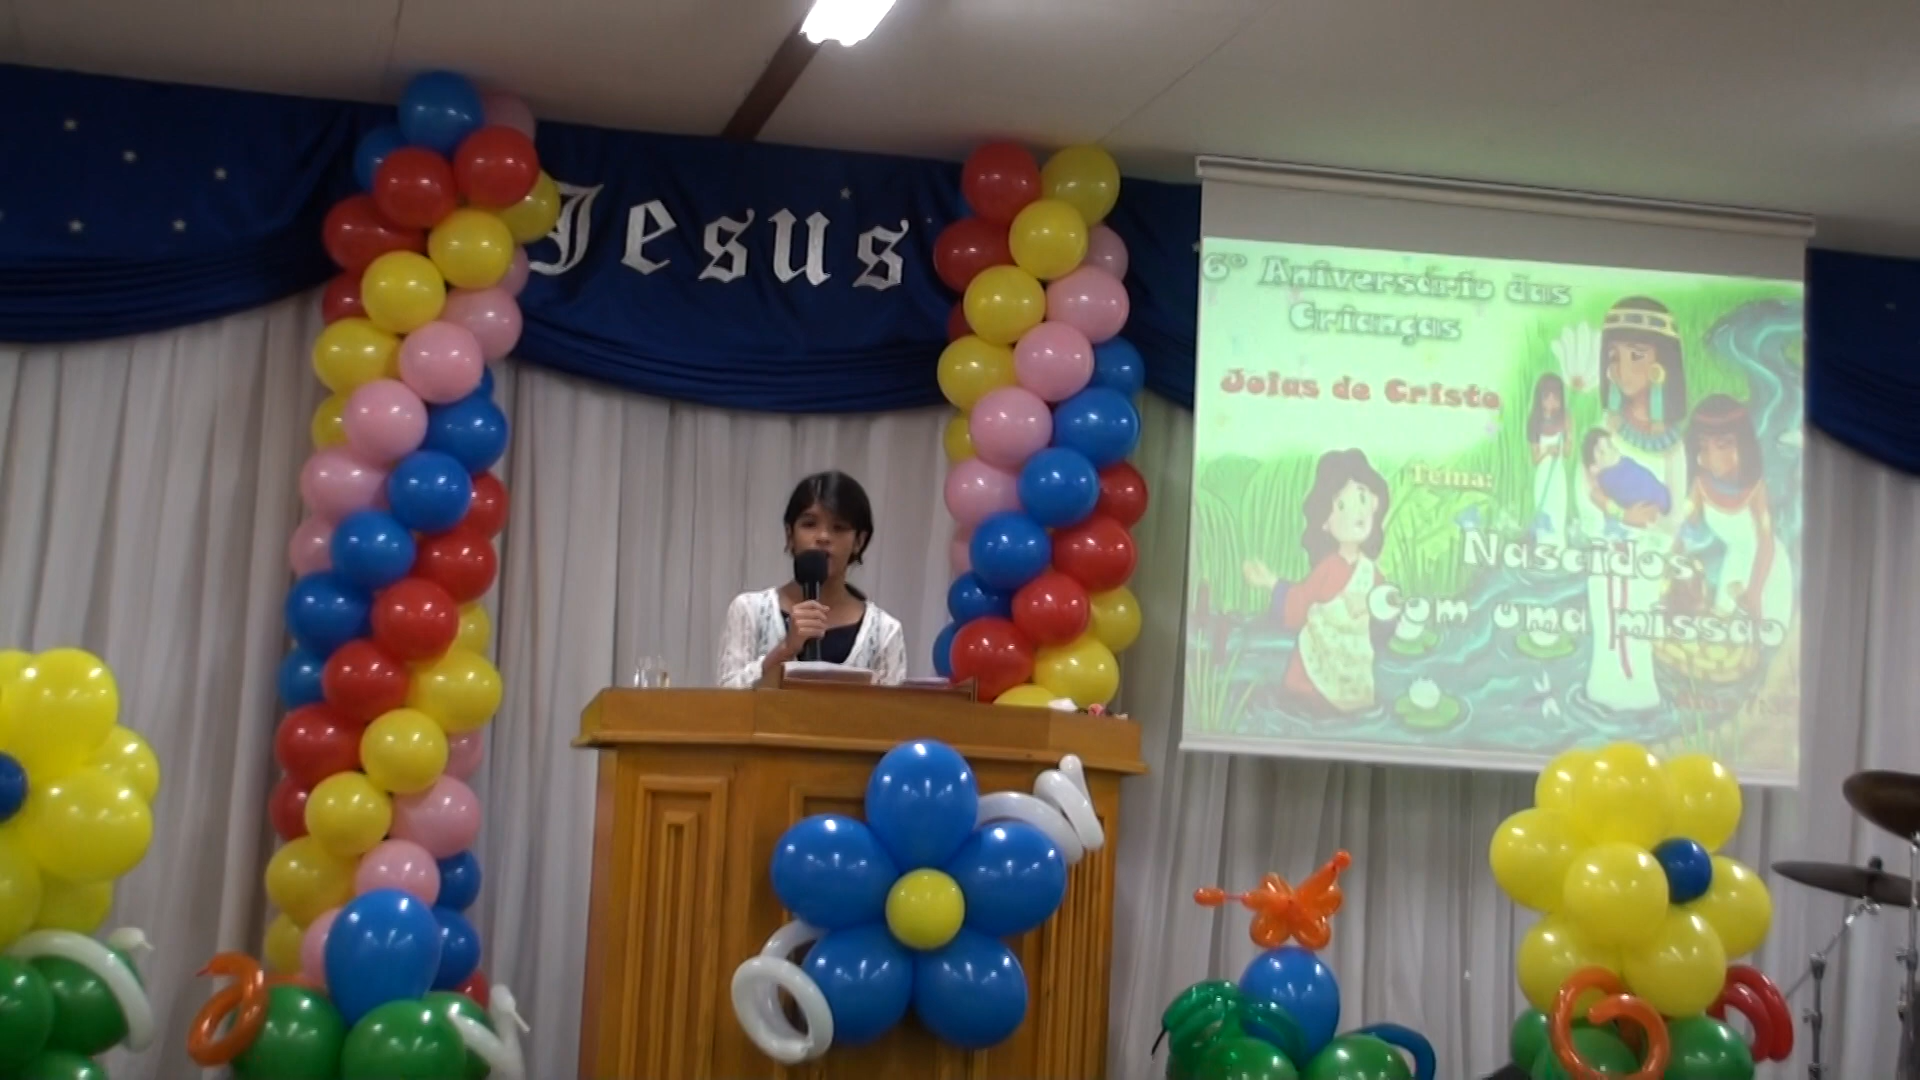 Jesus
6º Aniversário das
Crianças
Joias de Cristo
Tema:
Nascidos
Com uma missão